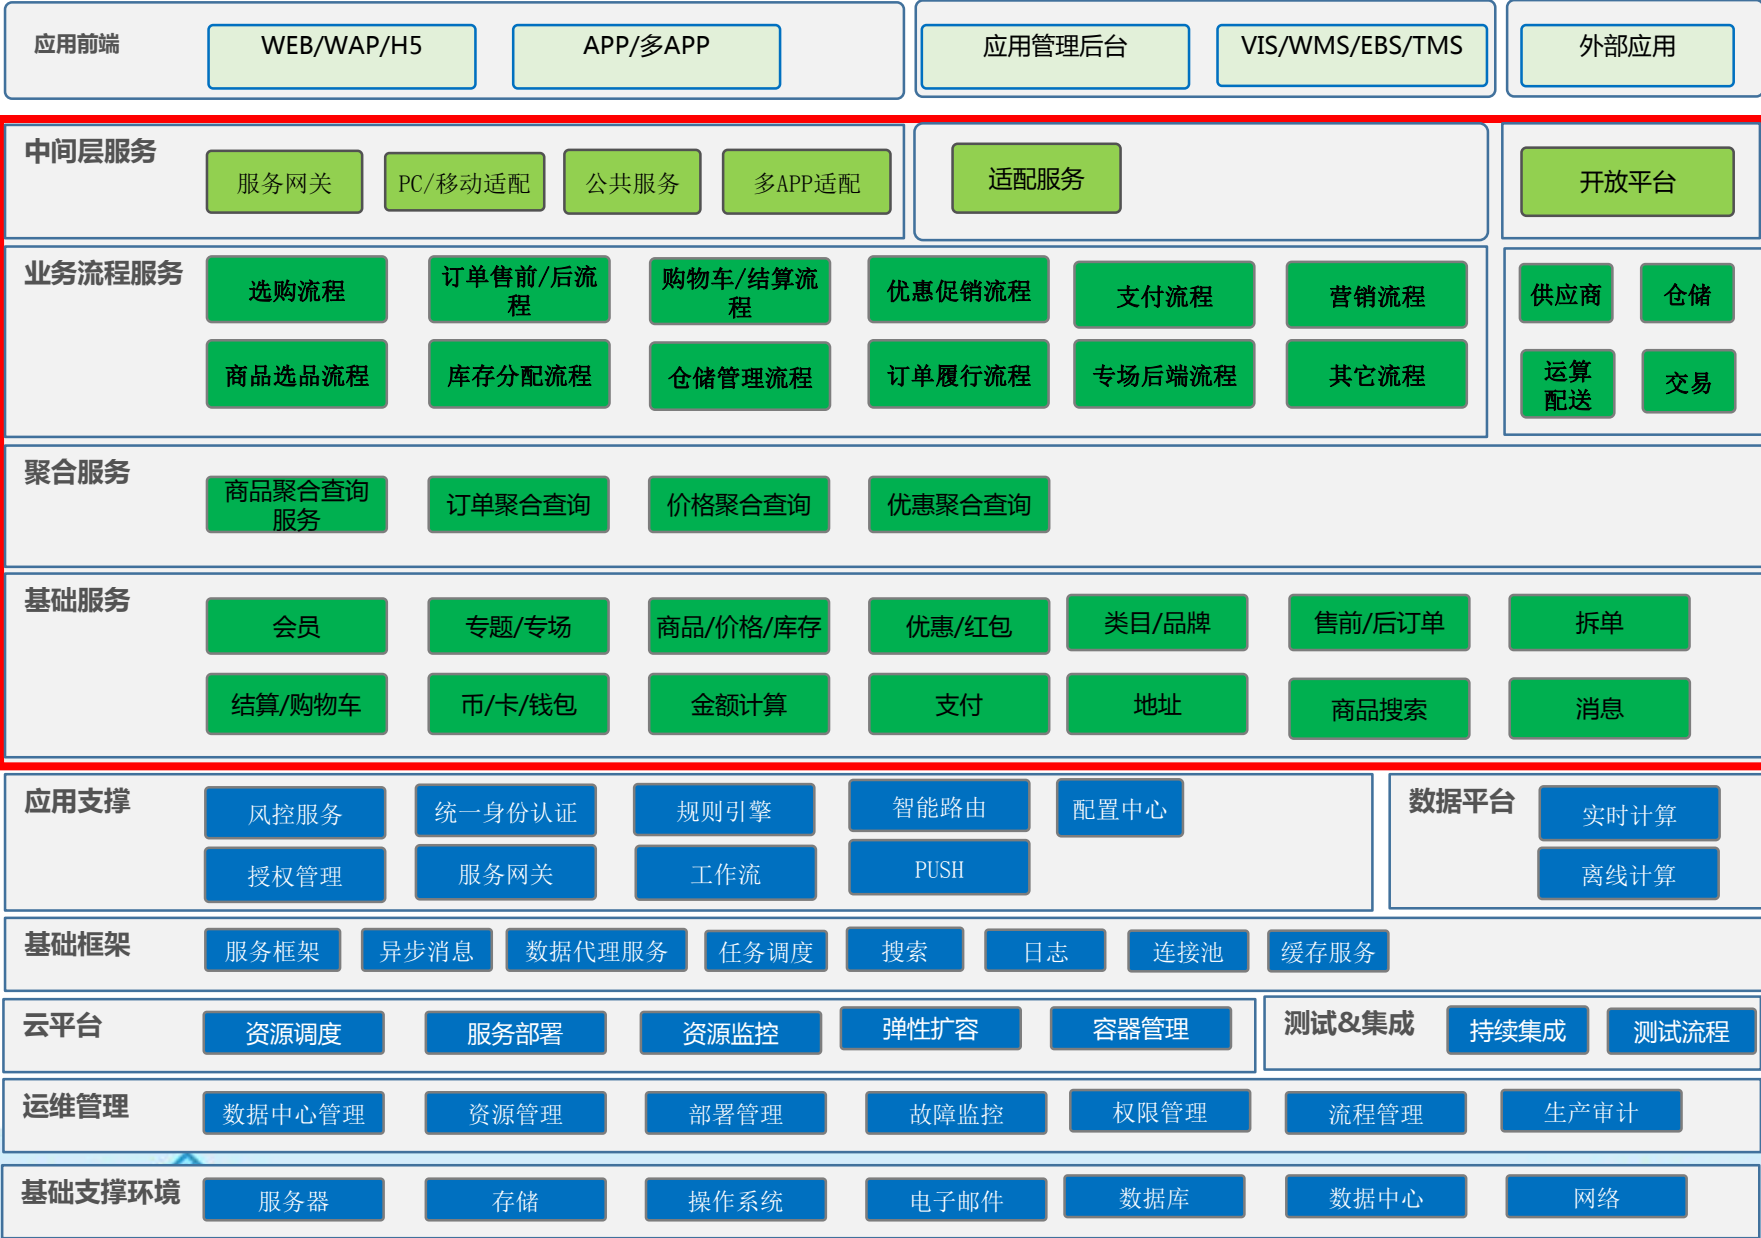 应用前端
WEB/WAP/H5
APP/多APP
应用管理后台
VIS/WMS/EBS/TMS
外部应用
中间层服务
服务网关
PC/移动适配
公共服务
多APP适配
适配服务
开放平台
业务流程服务
选购流程
订单售前/后流
程
购物车/结算流
程
优惠促销流程
支付流程
营销流程
供应商
仓储
商品选品流程
库存分配流程
仓储管理流程
订单履行流程
专场后端流程
其它流程
运算
配送
交易
聚合服务
商品聚合查询
服务
订单聚合查询
价格聚合查询
优惠聚合查询
基础服务
会员
专题/专场
商品/价格/库存
优惠/红包
类目/品牌
售前/后订单
拆单
结算/购物车
币/卡/钱包
金额计算
支付
地址
商品搜索
消息
应用支撑
风控服务
统一身份认证
规则引擎
智能路由
配置中心
授权管理
服务网关
工作流
PUSH
数据平台
实时计算
离线计算
基础框架
服务框架
异步消息
数据代理服务
任务调度
搜索
日志
连接池
缓存服务
云平台
资源调度
服务部署
资源监控
弹性扩容
容器管理
测试&集成
持续集成
测试流程
运维管理
数据中心管理
资源管理
部署管理
故障监控
权限管理
流程管理
生产审计
基础支撑环境
服务器
存储
操作系统
电子邮件
数据库
数据中心
网络